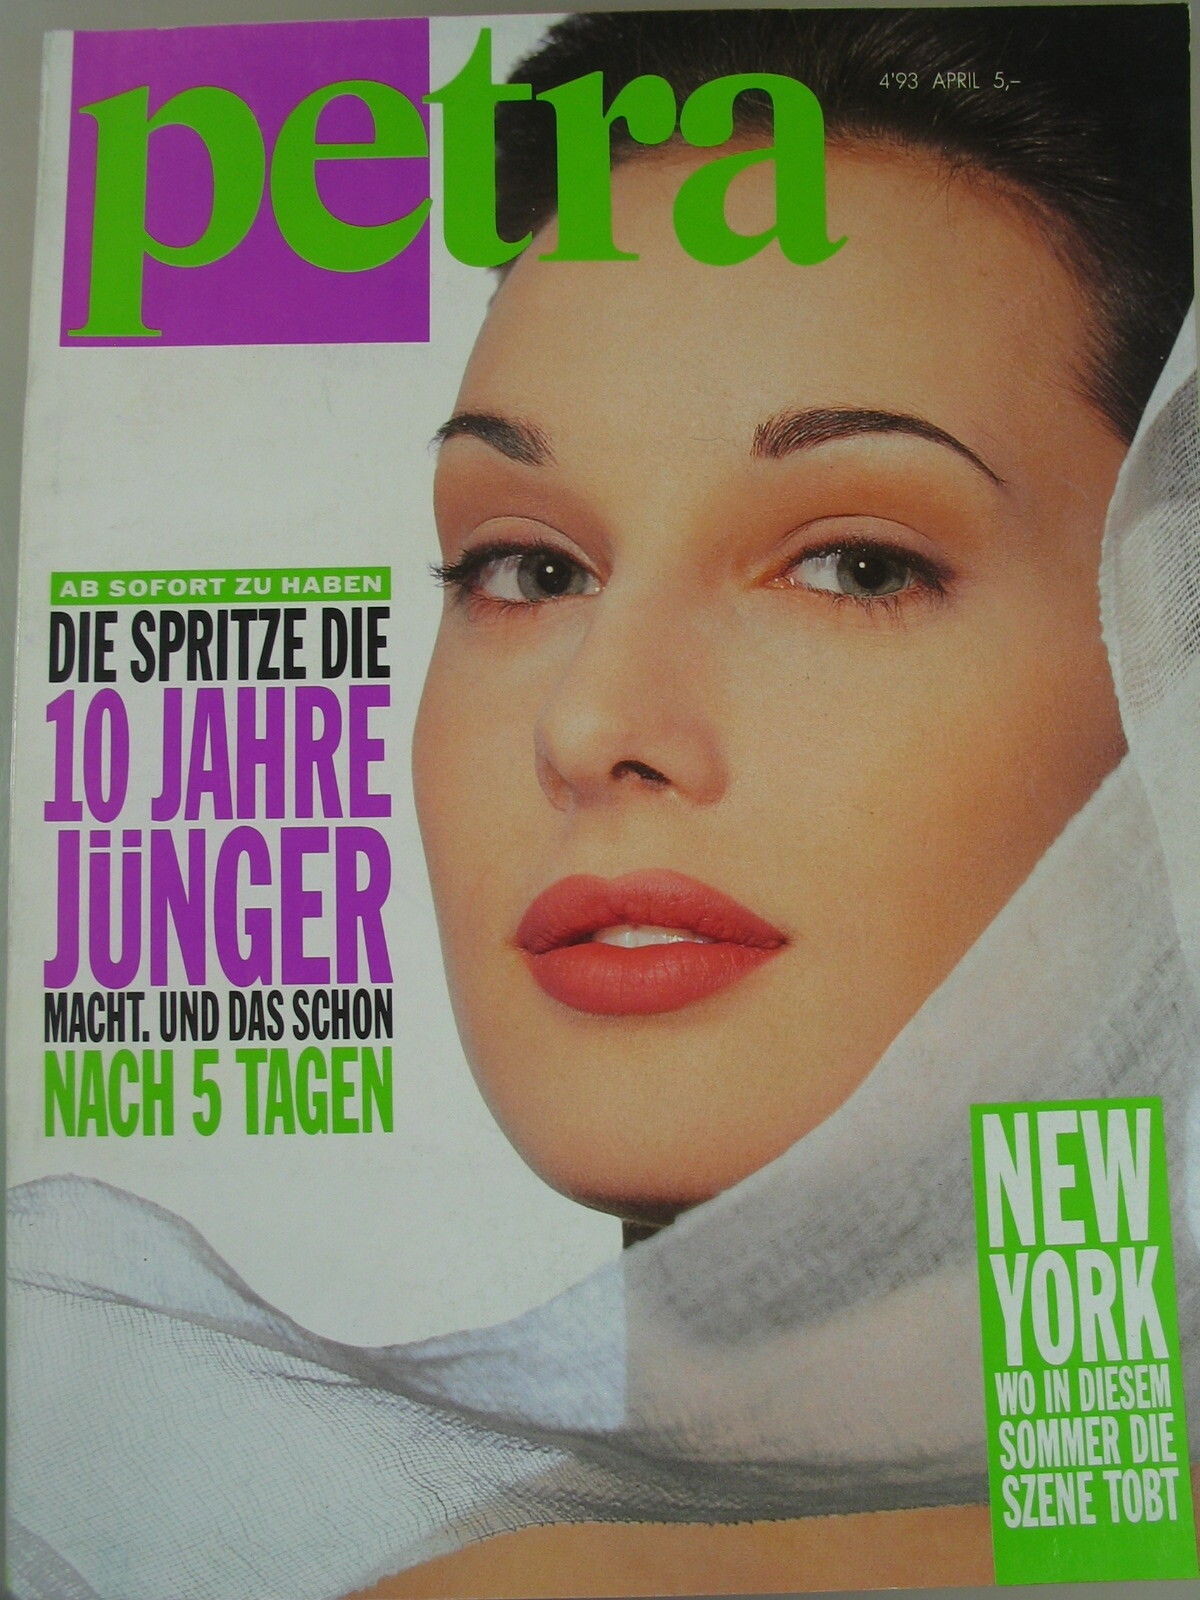 petra
4'93 APRIL 5,–
AB SOFORT ZU HABEN
DIE SPRITZE DIE
10 JAHRE
JÜNGER
MACHT. UND DAS SCHON
NACH 5 TAGEN
NEW
YORK
WO IN DIESEM
SOMMER DIE
SZENE TOBT